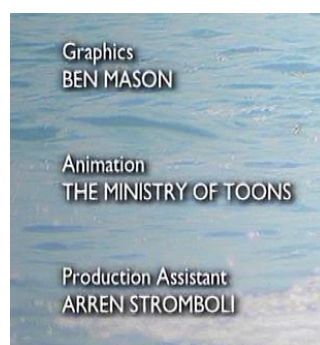 Graphics
BEN MASON
Animation
THE MINISTRY OF TOONS
Production Assistant
ARREN STROMBOLI